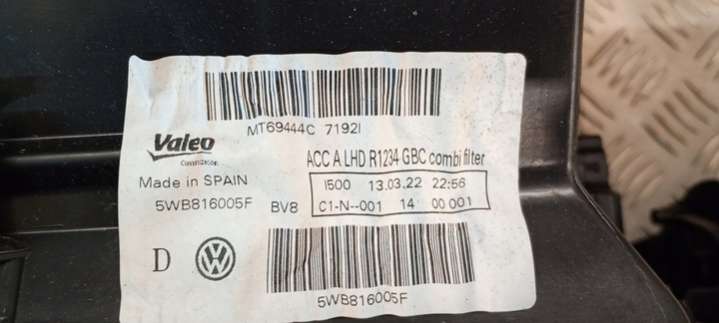 MT69444C 7192I
Valeo
ACC A LHD R1234 GBC combi filter
Made in SPAIN
I500 13.03.22 22:56
5WB816005F BV8
C1-N--001 14 00 001
D
5WB816005F